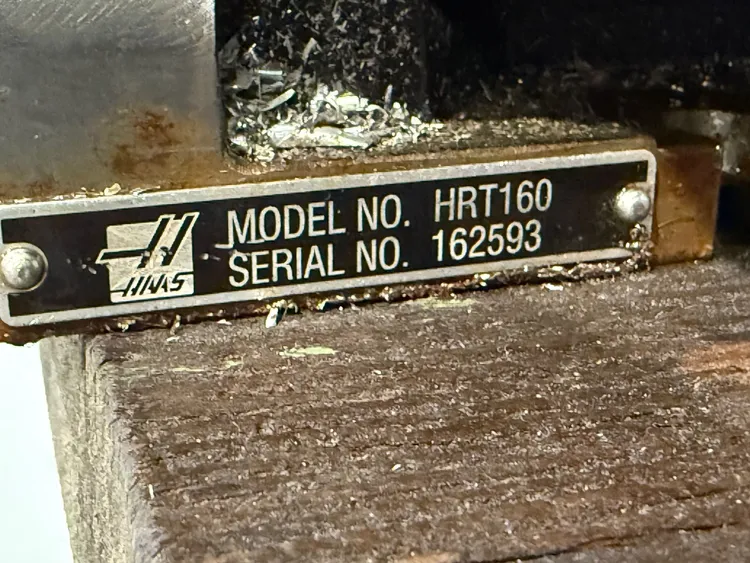 HAAS
MODEL NO. HRT160
SERIAL NO. 162593